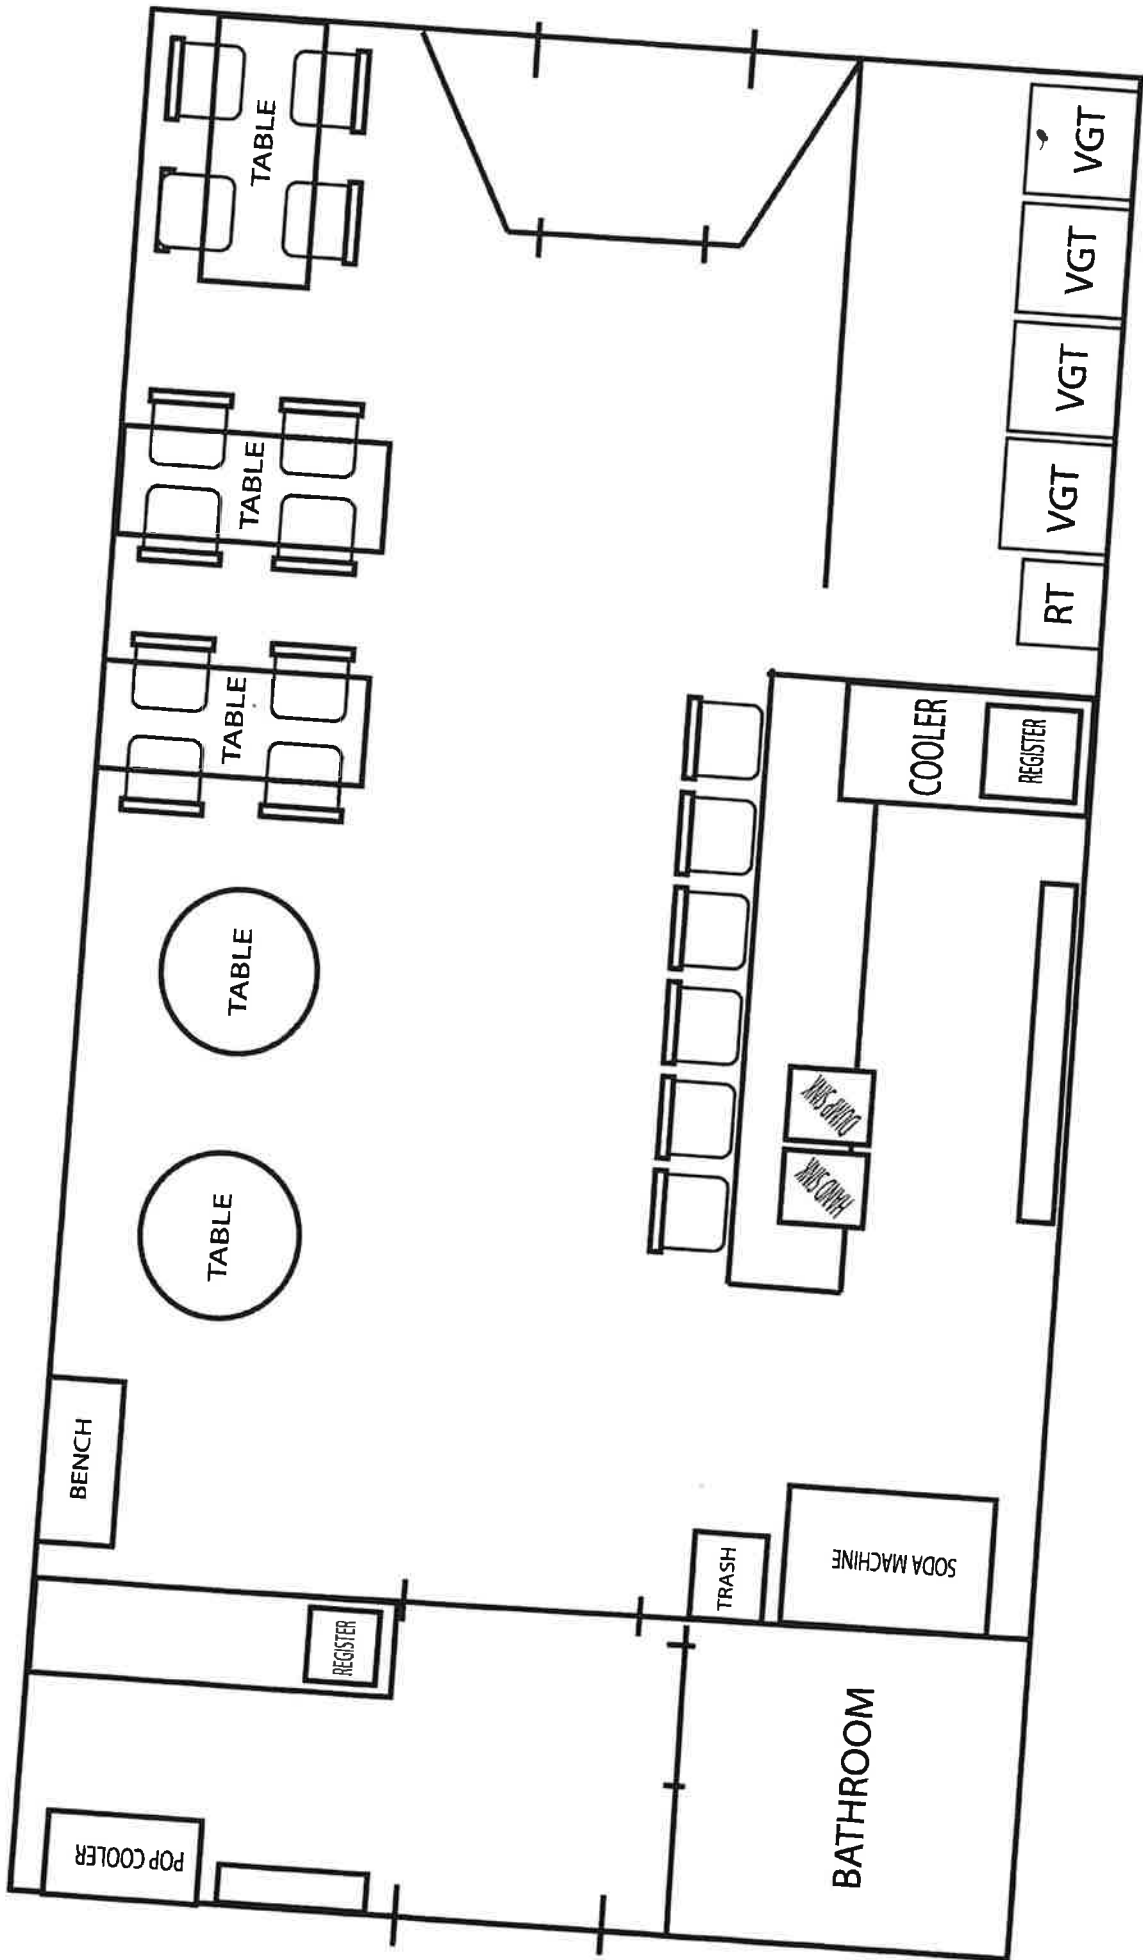 TABLE
VGT
VGT
VGT
VGT
RT
TABLE
TABLE
COOLER
REGISTER
TABLE
DUMP SINK
HAND SINK
TABLE
BENCH
TRASH
SODA MACHINE
REGISTER
BATHROOM
POP COOLER